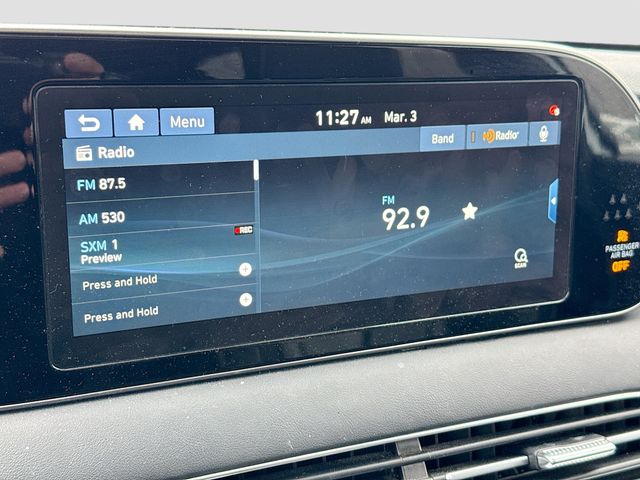 11:27 AM Mar. 3
Menu
Radio
Band
Radio
FM 87.5
AM 530
SXM 1
Preview
REC
Press and Hold
Press and Hold
FM
92.9
SCAN
PASSENGER
AIR BAG
OFF